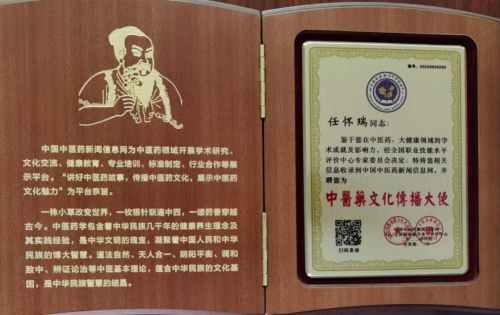 中国中医药新闻信息网为中医药领域开展学术研究、
文化交流、健康教育、专业培训、标准制定、行业合作等展
示平台。“讲好中医药故事，传播中医药文化，展示中医药
文化魅力”为平台宗旨。
一株小草改变世界，一枚银针联通中西，一缕药香穿越
古今。中医药学包含着中华民族几千年的健康养生理念及
其实践经验，是中华文明的瑰宝，凝聚着中国人民和中华
民族的博大智慧。道法自然、天人合一、阴阳平衡、调和
致中、辨证论治等中医基本理论，蕴含中华民族的文化基
因，是中华民族智慧的结晶。
编号：
任怀瑞同志：
鉴于您在中医药、大健康领域的学
术成就及影响力，经全国职业技能水平
评价中心专家委员会决定：特将您相关
信息收录到中国中医药新闻信息网，并
聘您为
中醫藥文化傳播大使
扫码查询